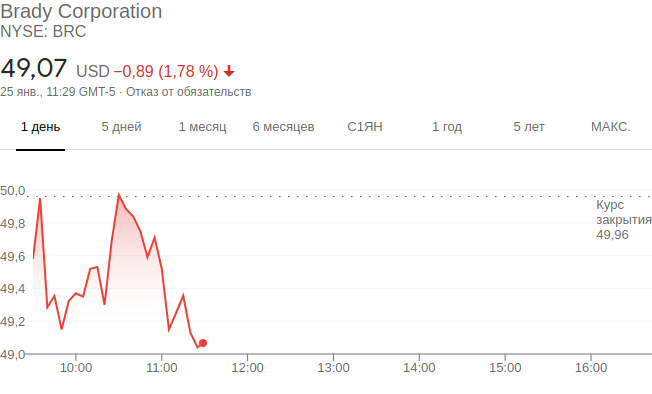 Brady Corporation
NYSE: BRC
49,07 USD −0,89 (1,78 %)
25 янв., 11:29 GMT-5 · Отказ от обязательств
1 день 5 дней 1 месяц 6 месяцев С1ЯН 1 год 5 лет МАКС.
50,0
Курс
закрытия
49,96
49,8
49,6
49,4
49,2
49,0
10:00 11:00 12:00 13:00 14:00 15:00 16:00